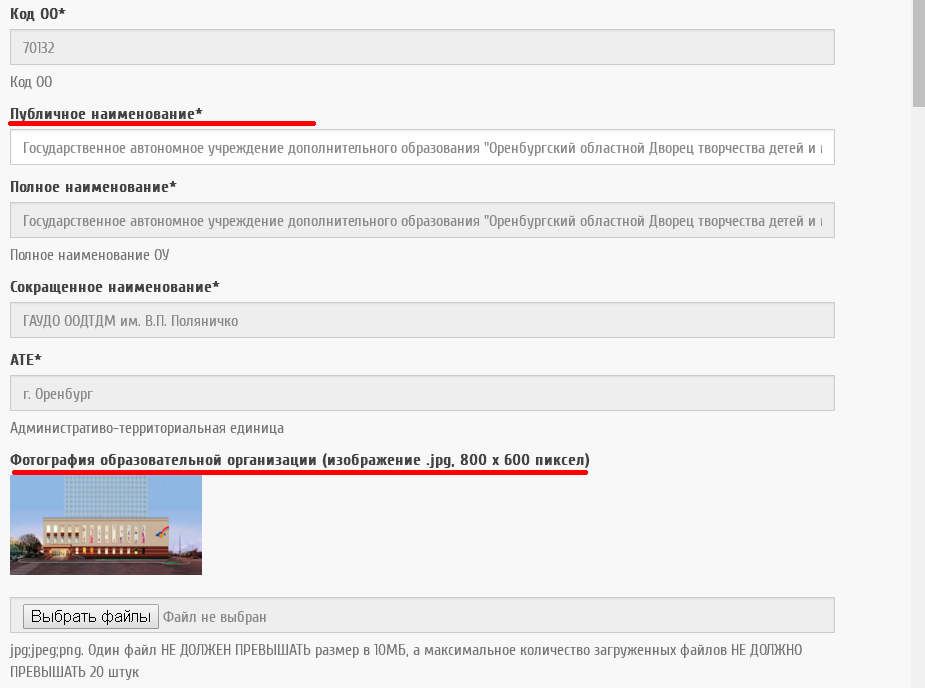 Код ОО*
70132
Код ОО
Публичное наименование*
Государственное автономное учреждение дополнительного образования "Оренбургский областной Дворец творчества детей и
Полное наименование*
Государственное автономное учреждение дополнительного образования "Оренбургский областной Дворец творчества детей и
Полное наименование ОУ
Сокращенное наименование*
ГАУДО ООДТДМ им. В.П. Поляничко
АТЕ*
г. Оренбург
Административо-территориальная единица
Фотография образовательной организации (изображение .jpg, 800 x 600 пиксел)
Выбрать файлы Файл не выбран
jpg;jpeg;png. Один файл НЕ ДОЛЖЕН ПРЕВЫШАТЬ размер в 10МБ, а максимальное количество загруженных файлов НЕ ДОЛЖНО
ПРЕВЫШАТЬ 20 штук